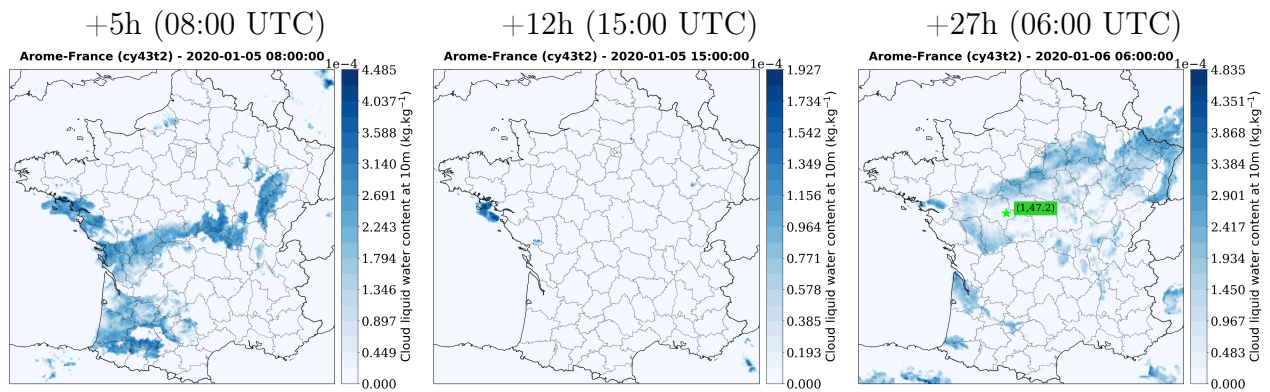 +5h (08:00 UTC)
Arome-France (cy43t2) - 2020-01-05 08:00:00
1e−4
4.485
4.037
3.588
3.140
2.691
2.243
1.794
1.346
0.897
0.449
0.000
Cloud liquid water content at 10m (kg.kg⁻¹)
+12h (15:00 UTC)
Arome-France (cy43t2) - 2020-01-05 15:00:00
1e−4
1.927
1.734
1.542
1.349
1.156
0.964
0.771
0.578
0.385
0.193
0.000
Cloud liquid water content at 10m (kg.kg⁻¹)
+27h (06:00 UTC)
Arome-France (cy43t2) - 2020-01-06 06:00:00
1e−4
(1,47.2)
4.835
4.351
3.868
3.384
2.901
2.417
1.934
1.450
0.967
0.483
0.000
Cloud liquid water content at 10m (kg.kg⁻¹)